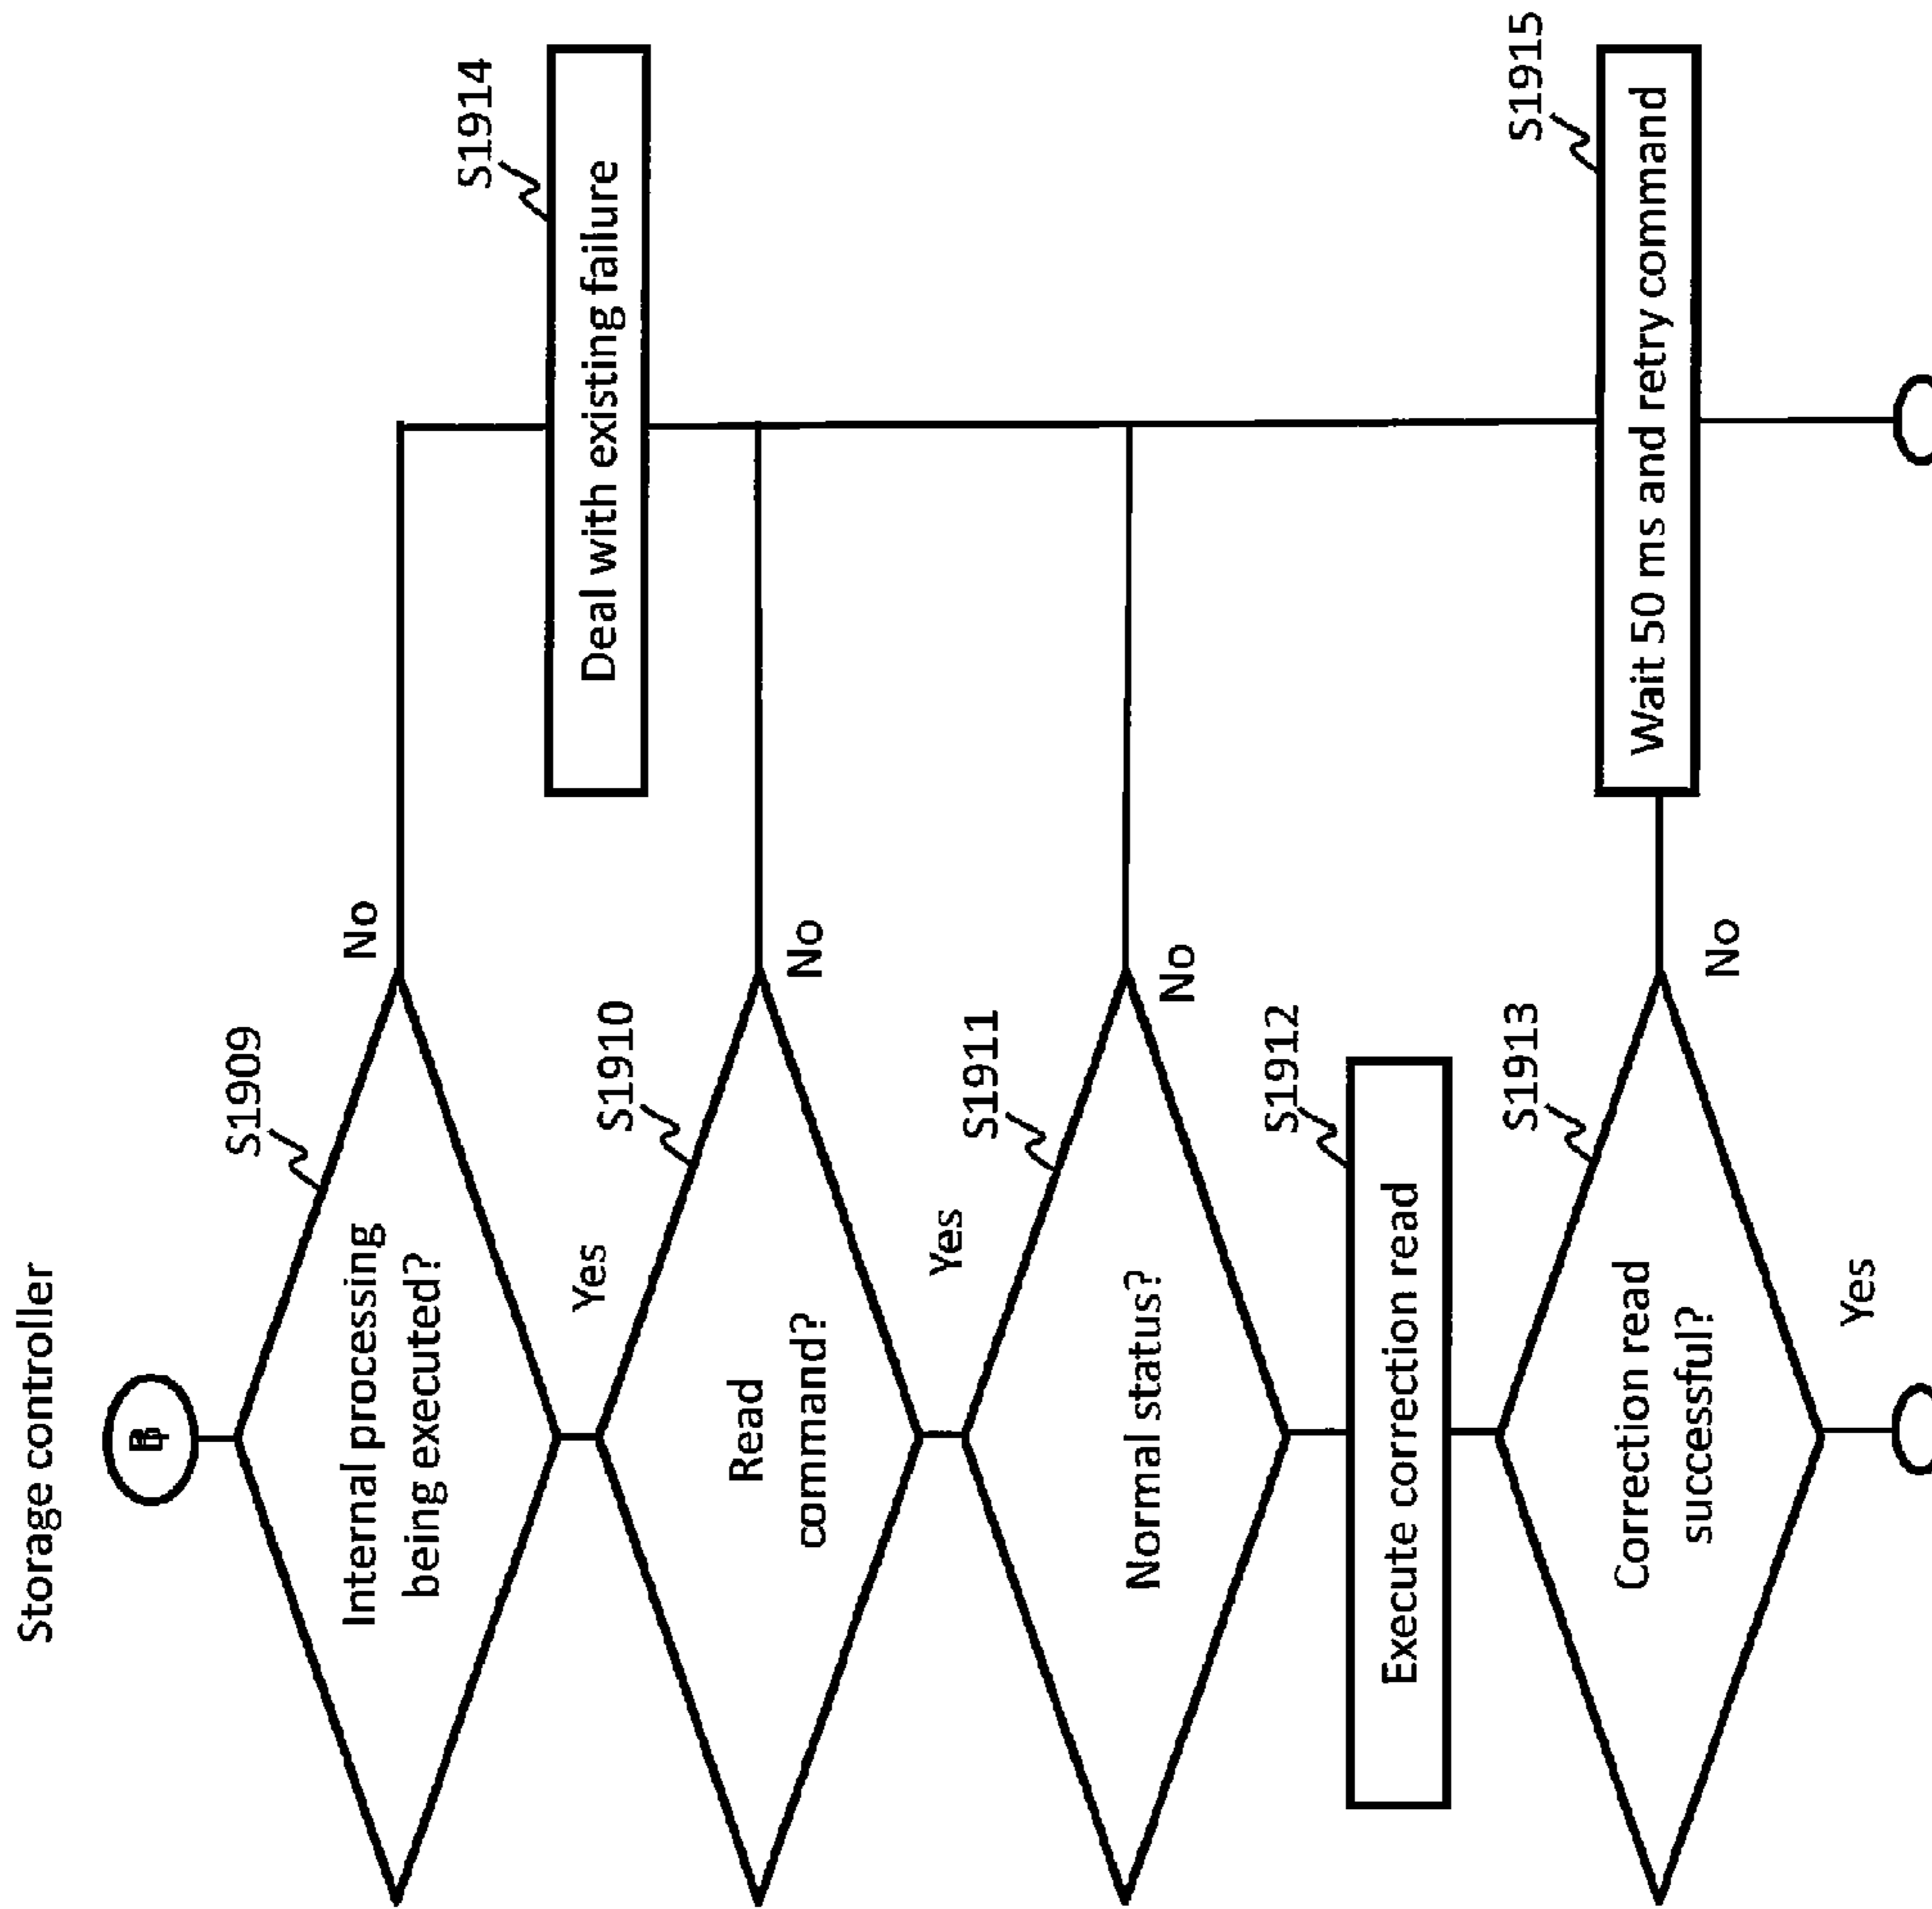 Storage controller
S1909
Internal processing
being executed?
No
S1914
Deal with existing failure
Yes
S1910
Read
command?
No
Yes
S1911
Normal status?
No
S1912
Execute correction read
S1913
Correction read
successful?
No
S1915
Wait 50 ms and retry command
Yes